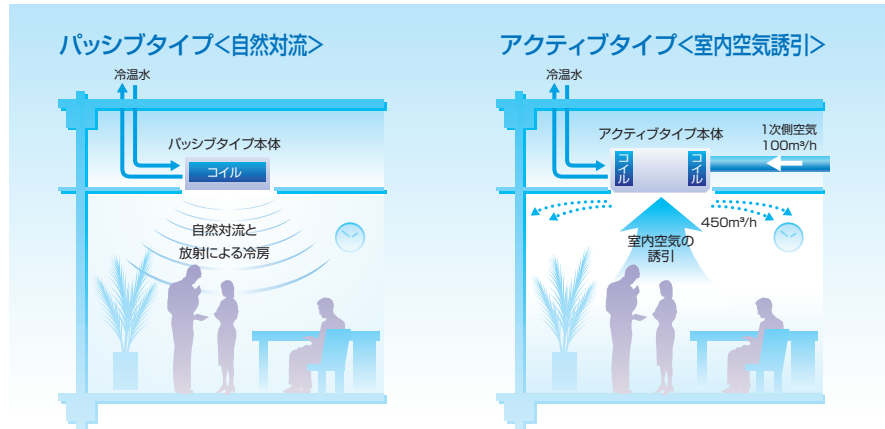 パッシブタイプ<自然対流>
冷温水
パッシブタイプ本体
コイル
自然対流と
放射による冷房
アクティブタイプ<室内空気誘引>
冷温水
アクティブタイプ本体
1次側空気
100m³/h
コイル
コイル
450m³/h
室内空気の
誘引